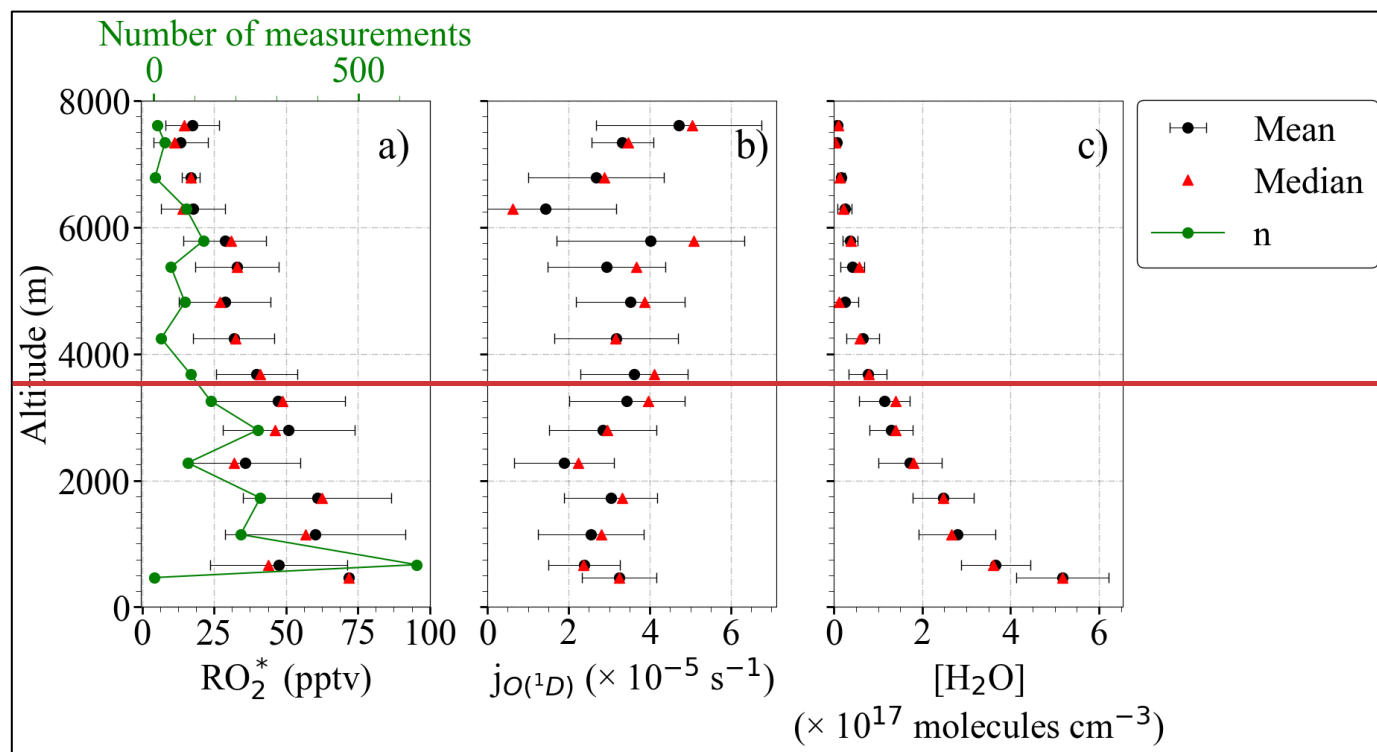 Number of measurements
0 500
8000
6000
4000
2000
0
Altitude (m)
a)
b)
c)
Mean
Median
n
0 25 50 75 100
0 2 4 6
0 2 4 6
RO₂* (pptv)
j_O(¹D) (× 10⁻⁵ s⁻¹)
[H₂O]
(× 10¹⁷ molecules cm⁻³)